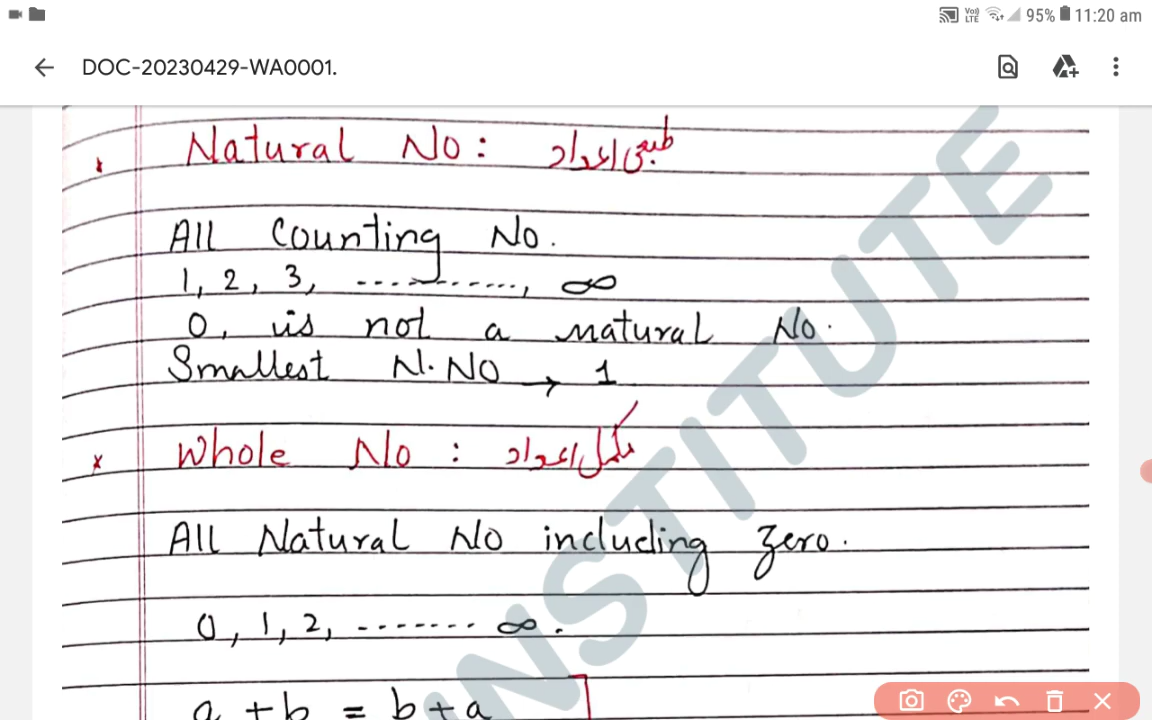 Vo))
LTE
95%
11:20 am
DOC-20230429-WA0001.
Natural No: طبعی اعداد
All Counting No.
1, 2, 3, ............., ∞
0, is not a natural No.
Smallest N.No → 1
x Whole No : مکمل اعداد
All Natural No including zero.
0, 1, 2, ....... ∞.
a + b = b + a
INSTITUTE